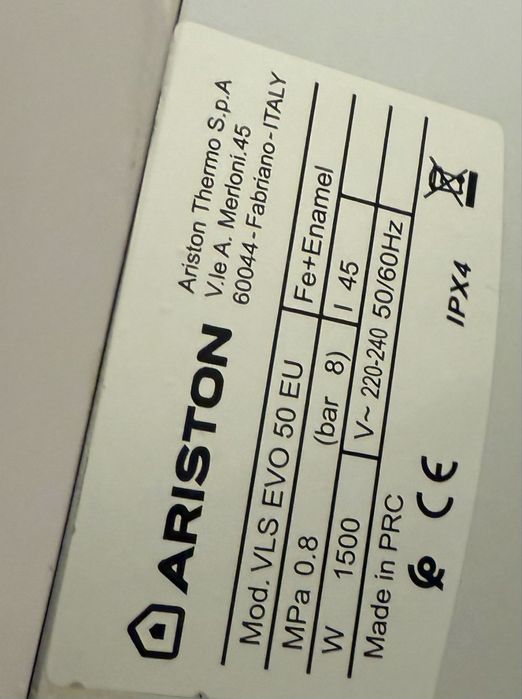 ARISTON
Ariston Thermo S.p.A
V.le A. Merloni.45
60044-Fabriano-ITALY
Mod. VLS EVO 50 EU
MPa 0.8 (bar 8) Fe+Enamel
W 1500 l 45
V~ 220-240 50/60Hz
Made in PRC
CE IPX4